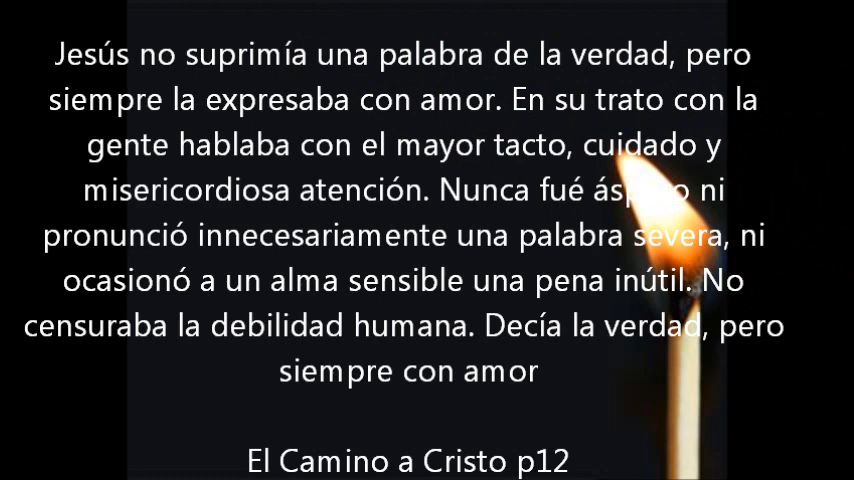 Jesús no suprimía una palabra de la verdad, pero
siempre la expresaba con amor. En su trato con la
gente hablaba con el mayor tacto, cuidado y
misericordiosa atención. Nunca fué áspero ni
pronunció innecesariamente una palabra severa, ni
ocasionó a un alma sensible una pena inútil. No
censuraba la debilidad humana. Decía la verdad, pero
siempre con amor
El Camino a Cristo p12